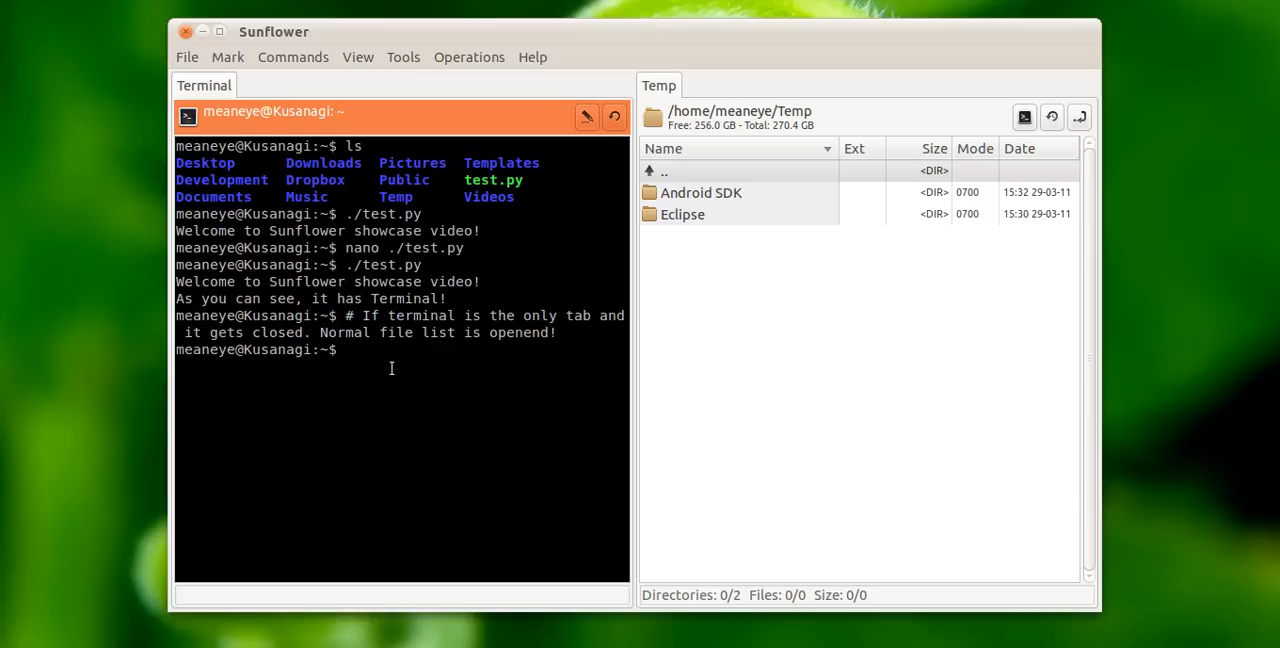 Sunflower
File Mark Commands View Tools Operations Help
Terminal
meaneye@Kusanagi: ~
meaneye@Kusanagi:~$ ls
Desktop Downloads Pictures Templates
Development Dropbox Public test.py
Documents Music Temp Videos
meaneye@Kusanagi:~$ ./test.py
Welcome to Sunflower showcase video!
meaneye@Kusanagi:~$ nano ./test.py
meaneye@Kusanagi:~$ ./test.py
Welcome to Sunflower showcase video!
As you can see, it has Terminal!
meaneye@Kusanagi:~$ # If terminal is the only tab and
it gets closed. Normal file list is openend!
meaneye@Kusanagi:~$
Temp
/home/meaneye/Temp
Free: 256.0 GB - Total: 270.4 GB
Name Ext Size Mode Date
.. <DIR>
Android SDK <DIR> 0700 15:32 29-03-11
Eclipse <DIR> 0700 15:30 29-03-11
Directories: 0/2 Files: 0/0 Size: 0/0